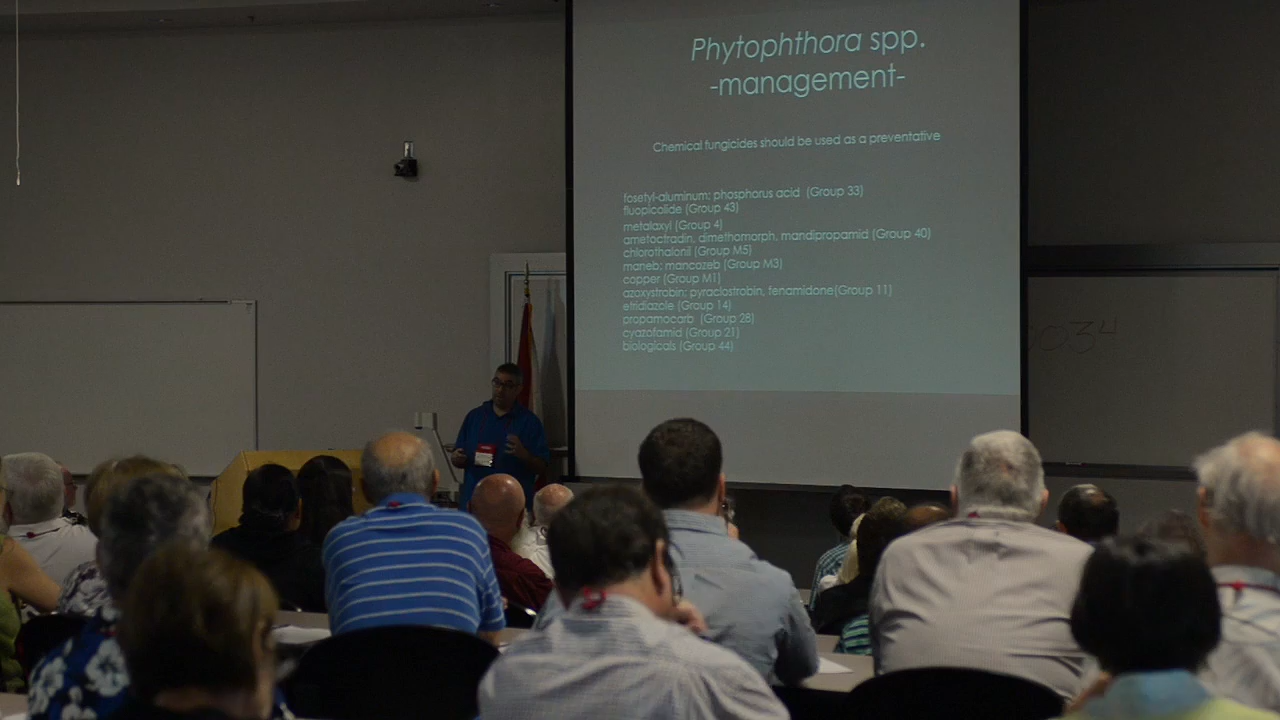 Phytophthora spp.
-management-
Chemical fungicides should be used as a preventative
fosetyl-aluminum; phosphorus acid (Group 33)
fluopicolide (Group 43)
metalaxyl (Group 4)
ametoctradin, dimethomorph, mandipropamid (Group 40)
chlorothalonil (Group M5)
maneb; mancozeb (Group M3)
copper (Group M1)
azoxystrobin; pyraclostrobin, fenamidone(Group 11)
etridiazole (Group 14)
propamocarb (Group 28)
cyazofamid (Group 21)
biologicals (Group 44)